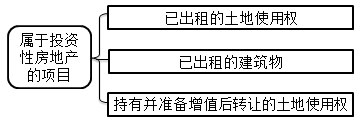 属于投资
性房地产
的项目
已出租的土地使用权
已出租的建筑物
持有并准备增值后转让的土地使用权